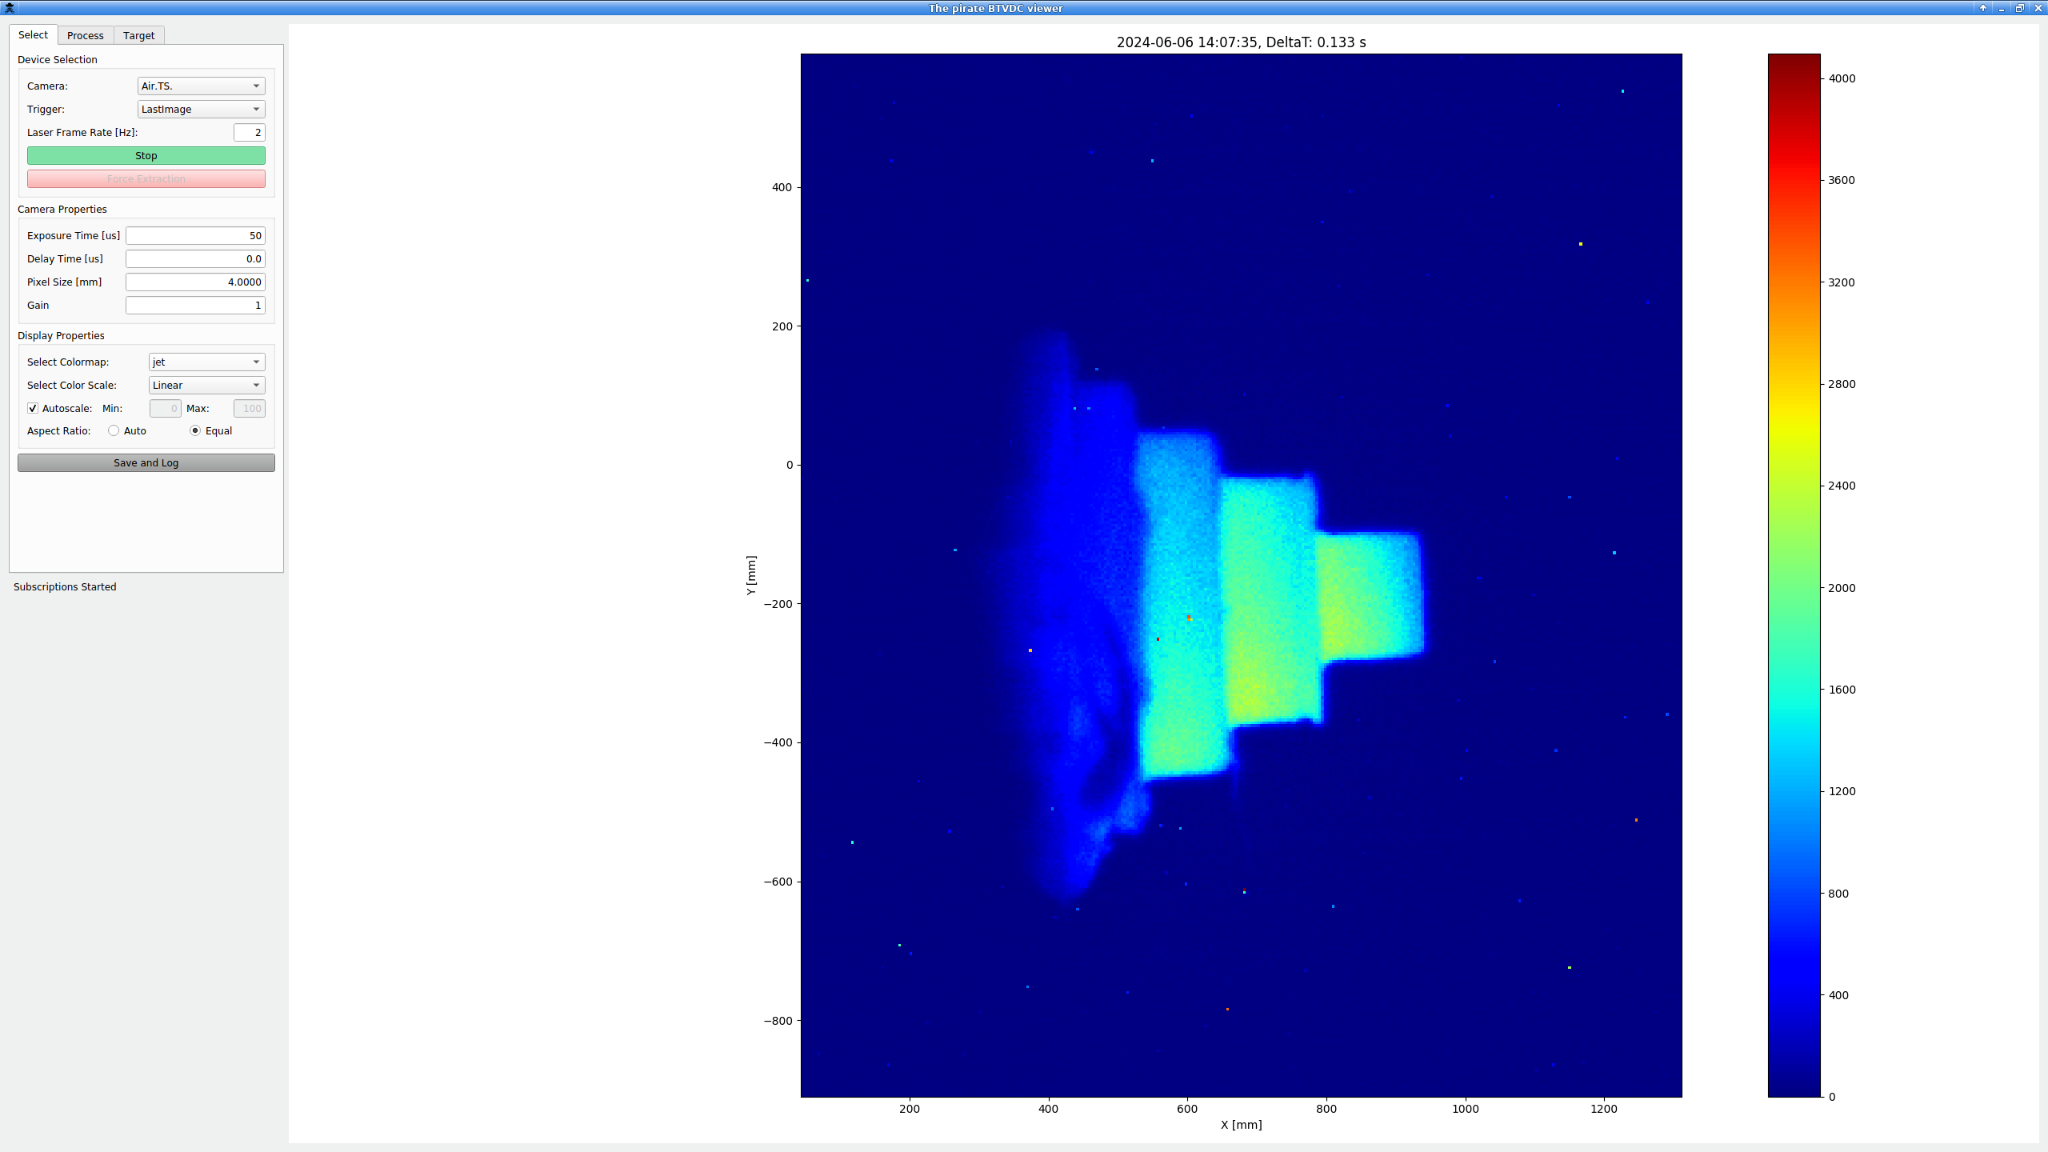 The pirate BTVDC viewer
Select Process Target
Device Selection
Camera: Air.TS.
Trigger: LastImage
Laser Frame Rate [Hz]: 2
Stop
Force Extraction
Camera Properties
Exposure Time [us] 50
Delay Time [us] 0.0
Pixel Size [mm] 4.0000
Gain 1
Display Properties
Select Colormap: jet
Select Color Scale: Linear
Autoscale: Min: 0 Max: 100
Aspect Ratio: Auto Equal
Save and Log
Subscriptions Started
2024-06-06 14:07:35, DeltaT: 0.133 s
Y [mm]
400
200
0
−200
−400
−600
−800
200 400 600 800 1000 1200
X [mm]
4000
3600
3200
2800
2400
2000
1600
1200
800
400
0